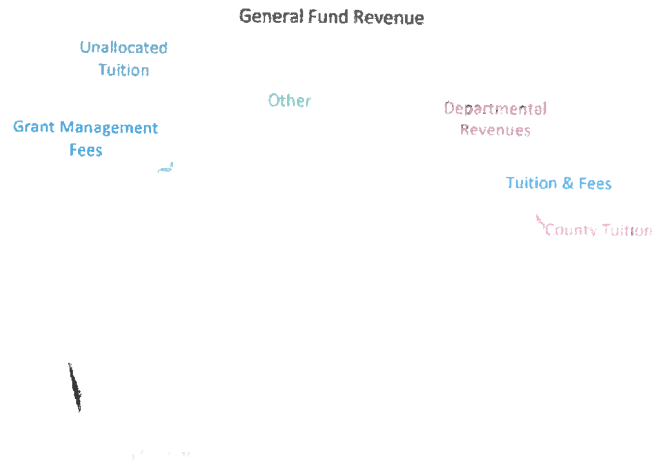 General Fund Revenue
Unallocated
Tuition
Other
Departmental
Revenues
Grant Management
Fees
Tuition & Fees
County Tuition